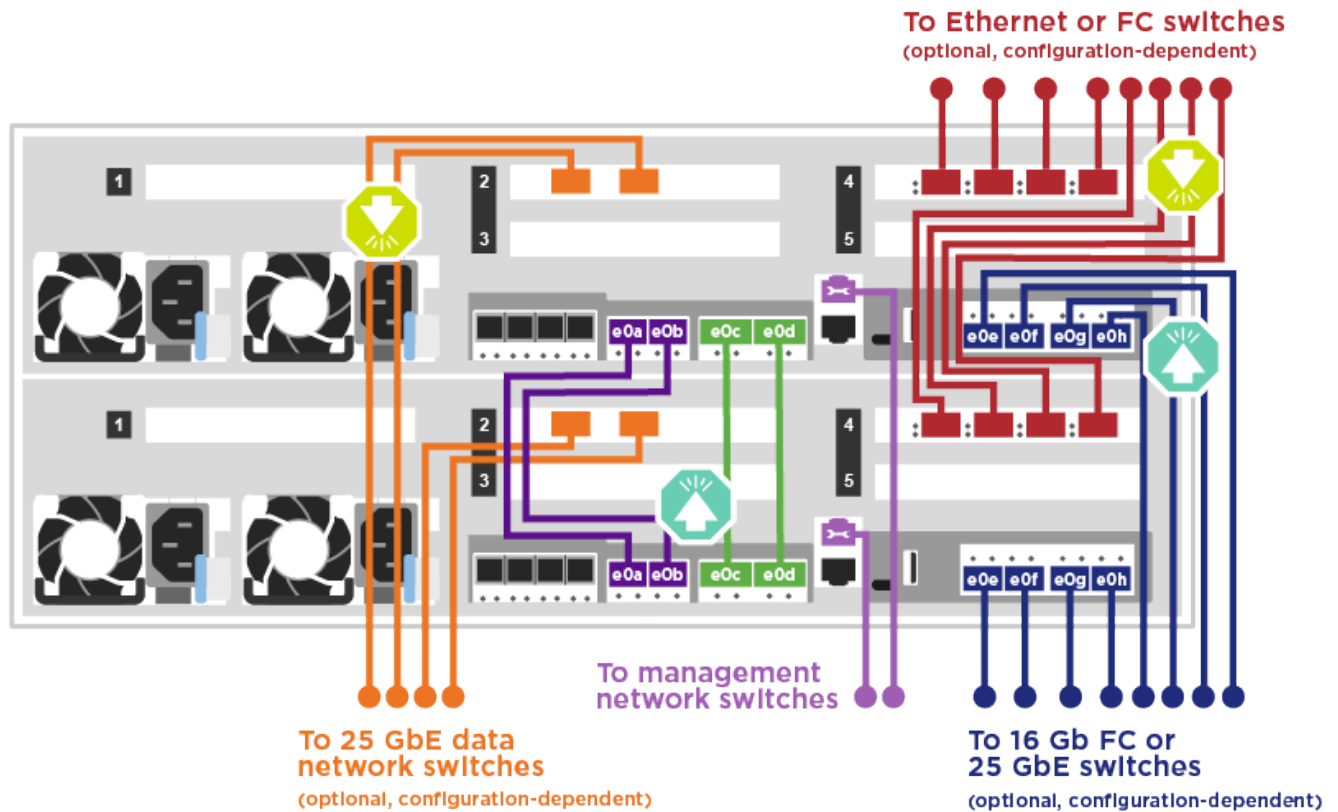 To Ethernet or FC switches
(optional, configuration-dependent)
1
2
4
3
5
e0a e0b e0c e0d
e0e e0f e0g e0h
1
2
4
3
5
e0a e0b e0c e0d
e0e e0f e0g e0h
To management
network switches
To 25 GbE data
network switches
(optional, configuration-dependent)
To 16 Gb FC or
25 GbE switches
(optional, configuration-dependent)